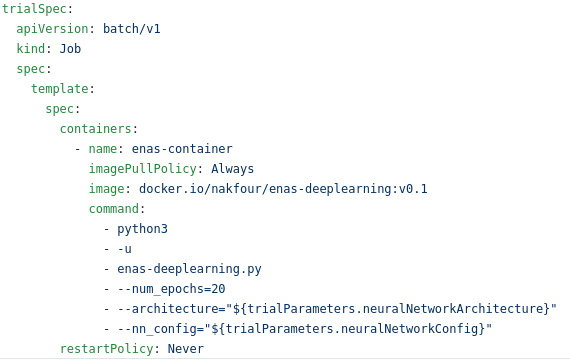 trialSpec:
  apiVersion: batch/v1
  kind: Job
  spec:
    template:
      spec:
        containers:
          - name: enas-container
            imagePullPolicy: Always
            image: docker.io/nakfour/enas-deeplearning:v0.1
            command:
              - python3
              - -u
              - enas-deeplearning.py
              - --num_epochs=20
              - --architecture="${trialParameters.neuralNetworkArchitecture}"
              - --nn_config="${trialParameters.neuralNetworkConfig}"
        restartPolicy: Never